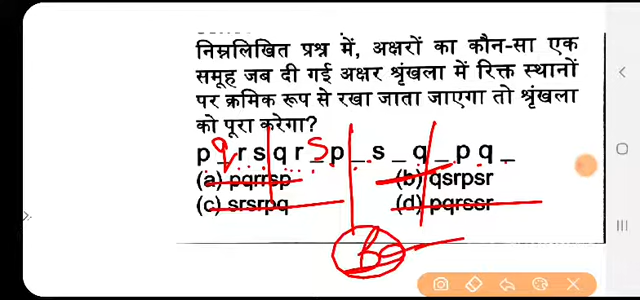 निम्नलिखित प्रश्न में, अक्षरों का कौन-सा एक
समूह जब दी गई अक्षर श्रृंखला में रिक्त स्थानों
पर क्रमिक रूप से रखा जाता जाएगा तो श्रृंखला
को पूरा करेगा?
p q r s q r s p _ s _ q _ p q _
(a) pqrrsp (b) qsrpsr
(c) srsrpq (d) pqrssr